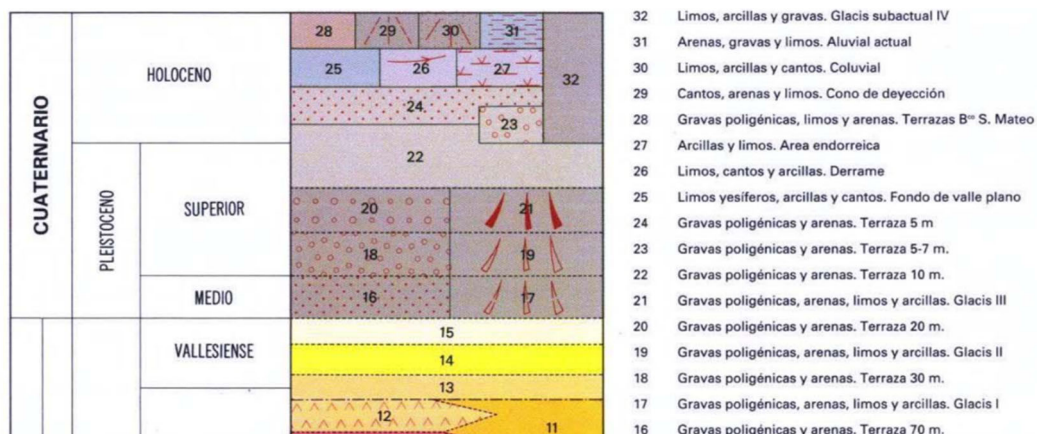 CUATERNARIO
HOLOCENO
PLEISTOCENO
SUPERIOR
MEDIO
VALLESIENSE
28 29 30 31
25 26 27 32
24
23
22
20 21
18 19
16 17
15
14
13
12
11
32 Limos, arcillas y gravas. Glacis subactual IV
31 Arenas, gravas y limos. Aluvial actual
30 Limos, arcillas y cantos. Coluvial
29 Cantos, arenas y limos. Cono de deyección
28 Gravas poligénicas, limos y arenas. Terrazas Bᶜᵒ S. Mateo
27 Arcillas y limos. Area endorreica
26 Limos, cantos y arcillas. Derrame
25 Limos yesíferos, arcillas y cantos. Fondo de valle plano
24 Gravas poligénicas y arenas. Terraza 5 m
23 Gravas poligénicas y arenas. Terraza 5-7 m.
22 Gravas poligénicas y arenas. Terraza 10 m.
21 Gravas poligénicas, arenas, limos y arcillas. Glacis III
20 Gravas poligénicas y arenas. Terraza 20 m.
19 Gravas poligénicas, arenas, limos y arcillas. Glacis II
18 Gravas poligénicas y arenas. Terraza 30 m.
17 Gravas poligénicas, arenas, limos y arcillas. Glacis I
16 Gravas poligénicas y arenas. Terraza 70 m.